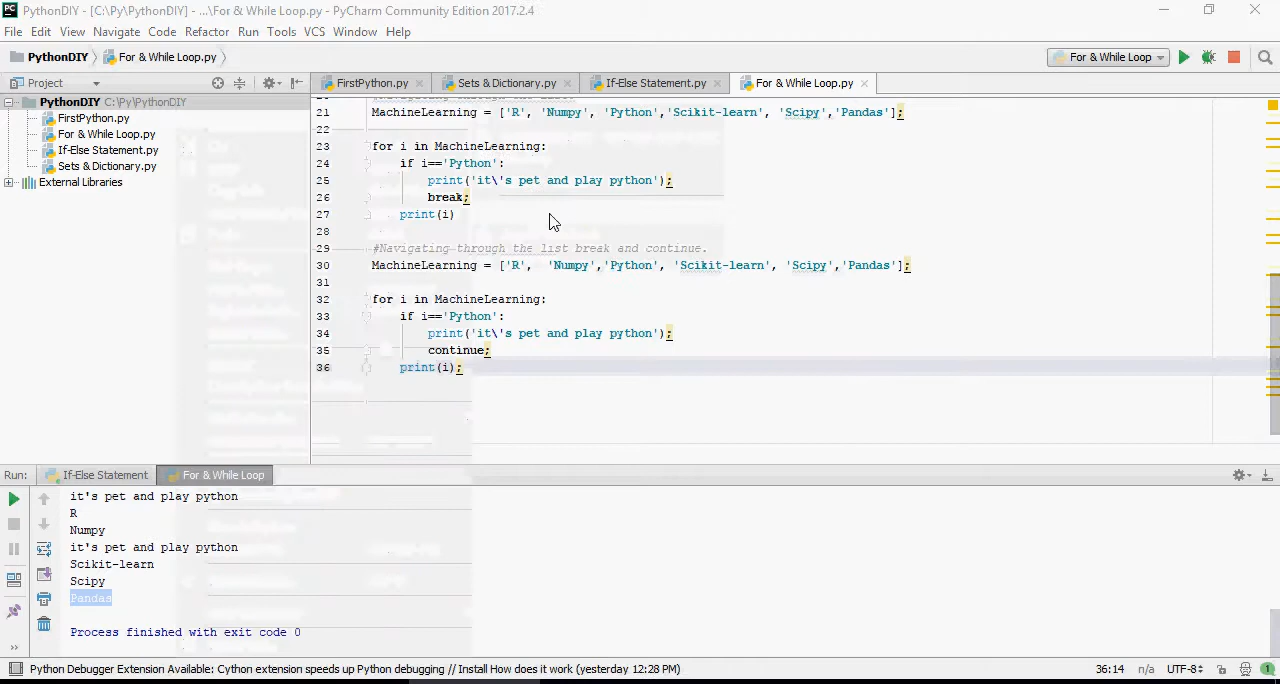 PythonDIY - [C:\Py\PythonDIY] - ...\For & While Loop.py - PyCharm Community Edition 2017.2.4
File Edit View Navigate Code Refactor Run Tools VCS Window Help
PythonDIY For & While Loop.py For & While Loop
Project FirstPython.py Sets & Dictionary.py If-Else Statement.py For & While Loop.py
PythonDIY C:\Py\PythonDIY
FirstPython.py
For & While Loop.py
If-Else Statement.py
Sets & Dictionary.py
External Libraries
21 MachineLearning = ['R', 'Numpy', 'Python','Scikit-learn', 'Scipy','Pandas'];
22
23 for i in MachineLearning:
24 if i=='Python':
25 print('it\'s pet and play python');
26 break;
27 print(i)
28
29 #Navigating through the list break and continue.
30 MachineLearning = ['R', 'Numpy','Python', 'Scikit-learn', 'Scipy','Pandas'];
31
32 for i in MachineLearning:
33 if i=='Python':
34 print('it\'s pet and play python');
35 continue;
36 print(i);
Run: If-Else Statement For & While Loop
it's pet and play python
R
Numpy
it's pet and play python
Scikit-learn
Scipy
Pandas
Process finished with exit code 0
Python Debugger Extension Available: Cython extension speeds up Python debugging // Install How does it work (yesterday 12:28 PM) 36:14 n/a UTF-8 1